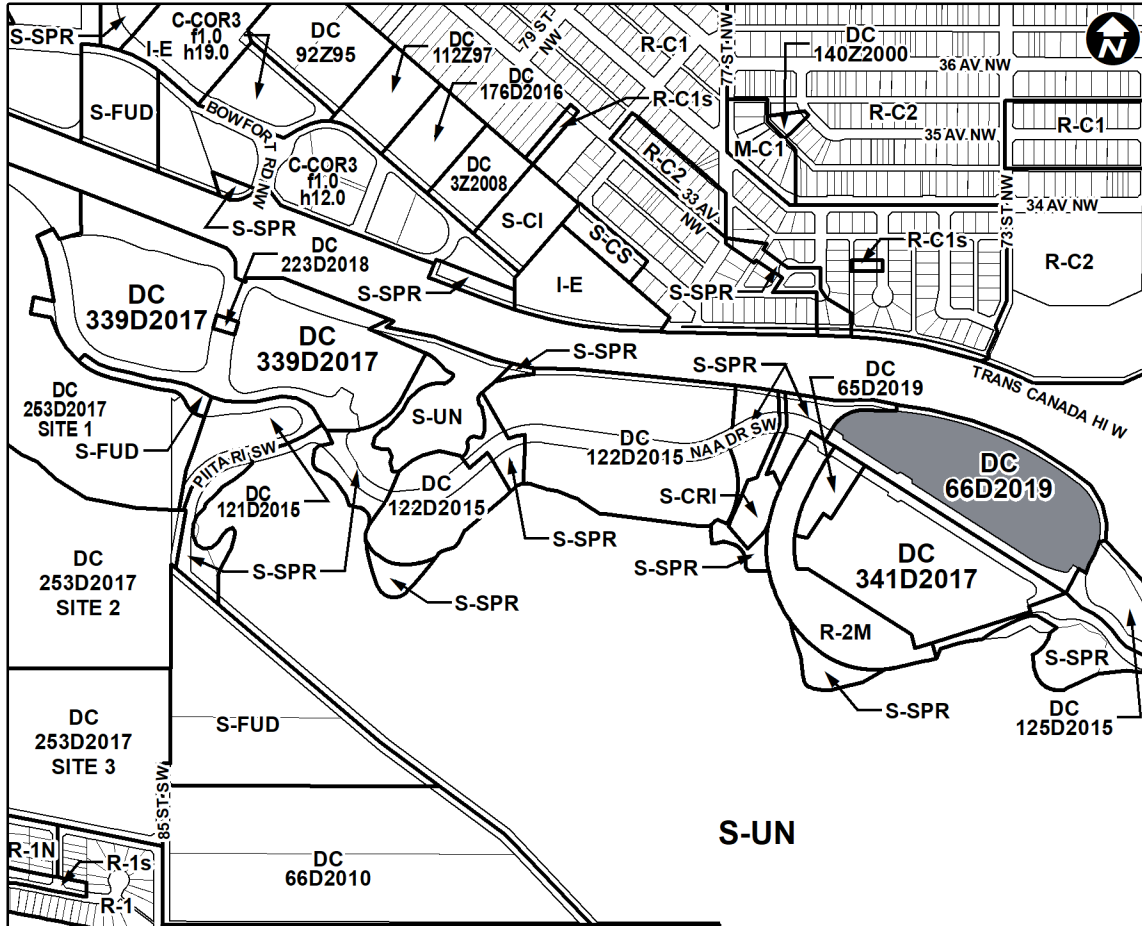 S-SPR
C-COR3
f1.0
h19.0
I-E
DC
92Z95
DC
112Z97
79 ST
NW
DC
176D2016
R-C1
77 ST NW
DC
140Z2000
N
36 AV NW
S-FUD
BOWFORT RD NW
R-C1s
R-C2
35 AV NW
R-C1
M-C1
C-COR3
f1.0
h12.0
DC
3Z2008
R-C2
33 AV
NW
S-CI
S-CS
34 AV NW
73 ST NW
S-SPR
DC
223D2018
R-C1s
R-C2
S-SPR
I-E
S-SPR
DC
339D2017
DC
339D2017
S-SPR
S-SPR
DC
65D2019
TRANS CANADA HI W
DC
253D2017
SITE 1
S-FUD
S-UN
PIITA RI SW
DC
122D2015
NA'A DR SW
DC
66D2019
DC
121D2015
DC
122D2015
S-CRI
S-SPR
S-SPR
S-SPR
S-SPR
DC
341D2017
DC
253D2017
SITE 2
R-2M
S-SPR
S-SPR
DC
125D2015
S-FUD
DC
253D2017
SITE 3
85 ST SW
S-UN
R-1N
R-1s
R-1
DC
66D2010